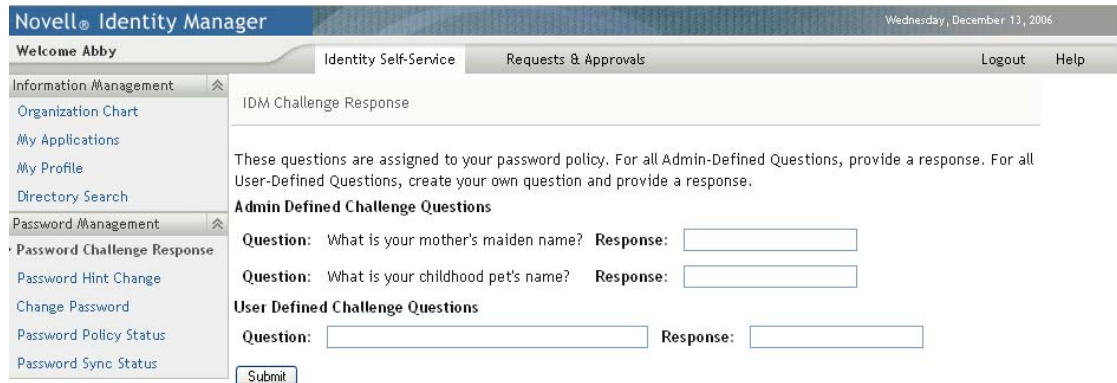 Novell® Identity Manager
Wednesday, December 13, 2006
Welcome Abby
Identity Self-Service
Requests & Approvals
Logout
Help
Information Management
Organization Chart
My Applications
My Profile
Directory Search
Password Management
Password Challenge Response
Password Hint Change
Change Password
Password Policy Status
Password Sync Status
IDM Challenge Response
These questions are assigned to your password policy. For all Admin-Defined Questions, provide a response. For all
User-Defined Questions, create your own question and provide a response.
Admin Defined Challenge Questions
Question: What is your mother's maiden name? Response:
Question: What is your childhood pet's name? Response:
User Defined Challenge Questions
Question: Response:
Submit